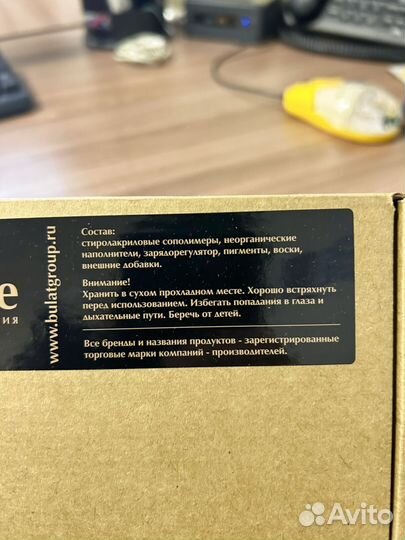 Состав:
стиролакриловые сополимеры, неорганические
наполнители, зарядорегулятор, пигменты, воски,
внешние добавки.
Внимание!
Хранить в сухом прохладном месте. Хорошо встряхнуть
перед использованием. Избегать попадания в глаза и
дыхательные пути. Беречь от детей.
Все бренды и названия продуктов - зарегистрированные
торговые марки компаний - производителей.
www.bulatgroup.ru
e
ия
Avito